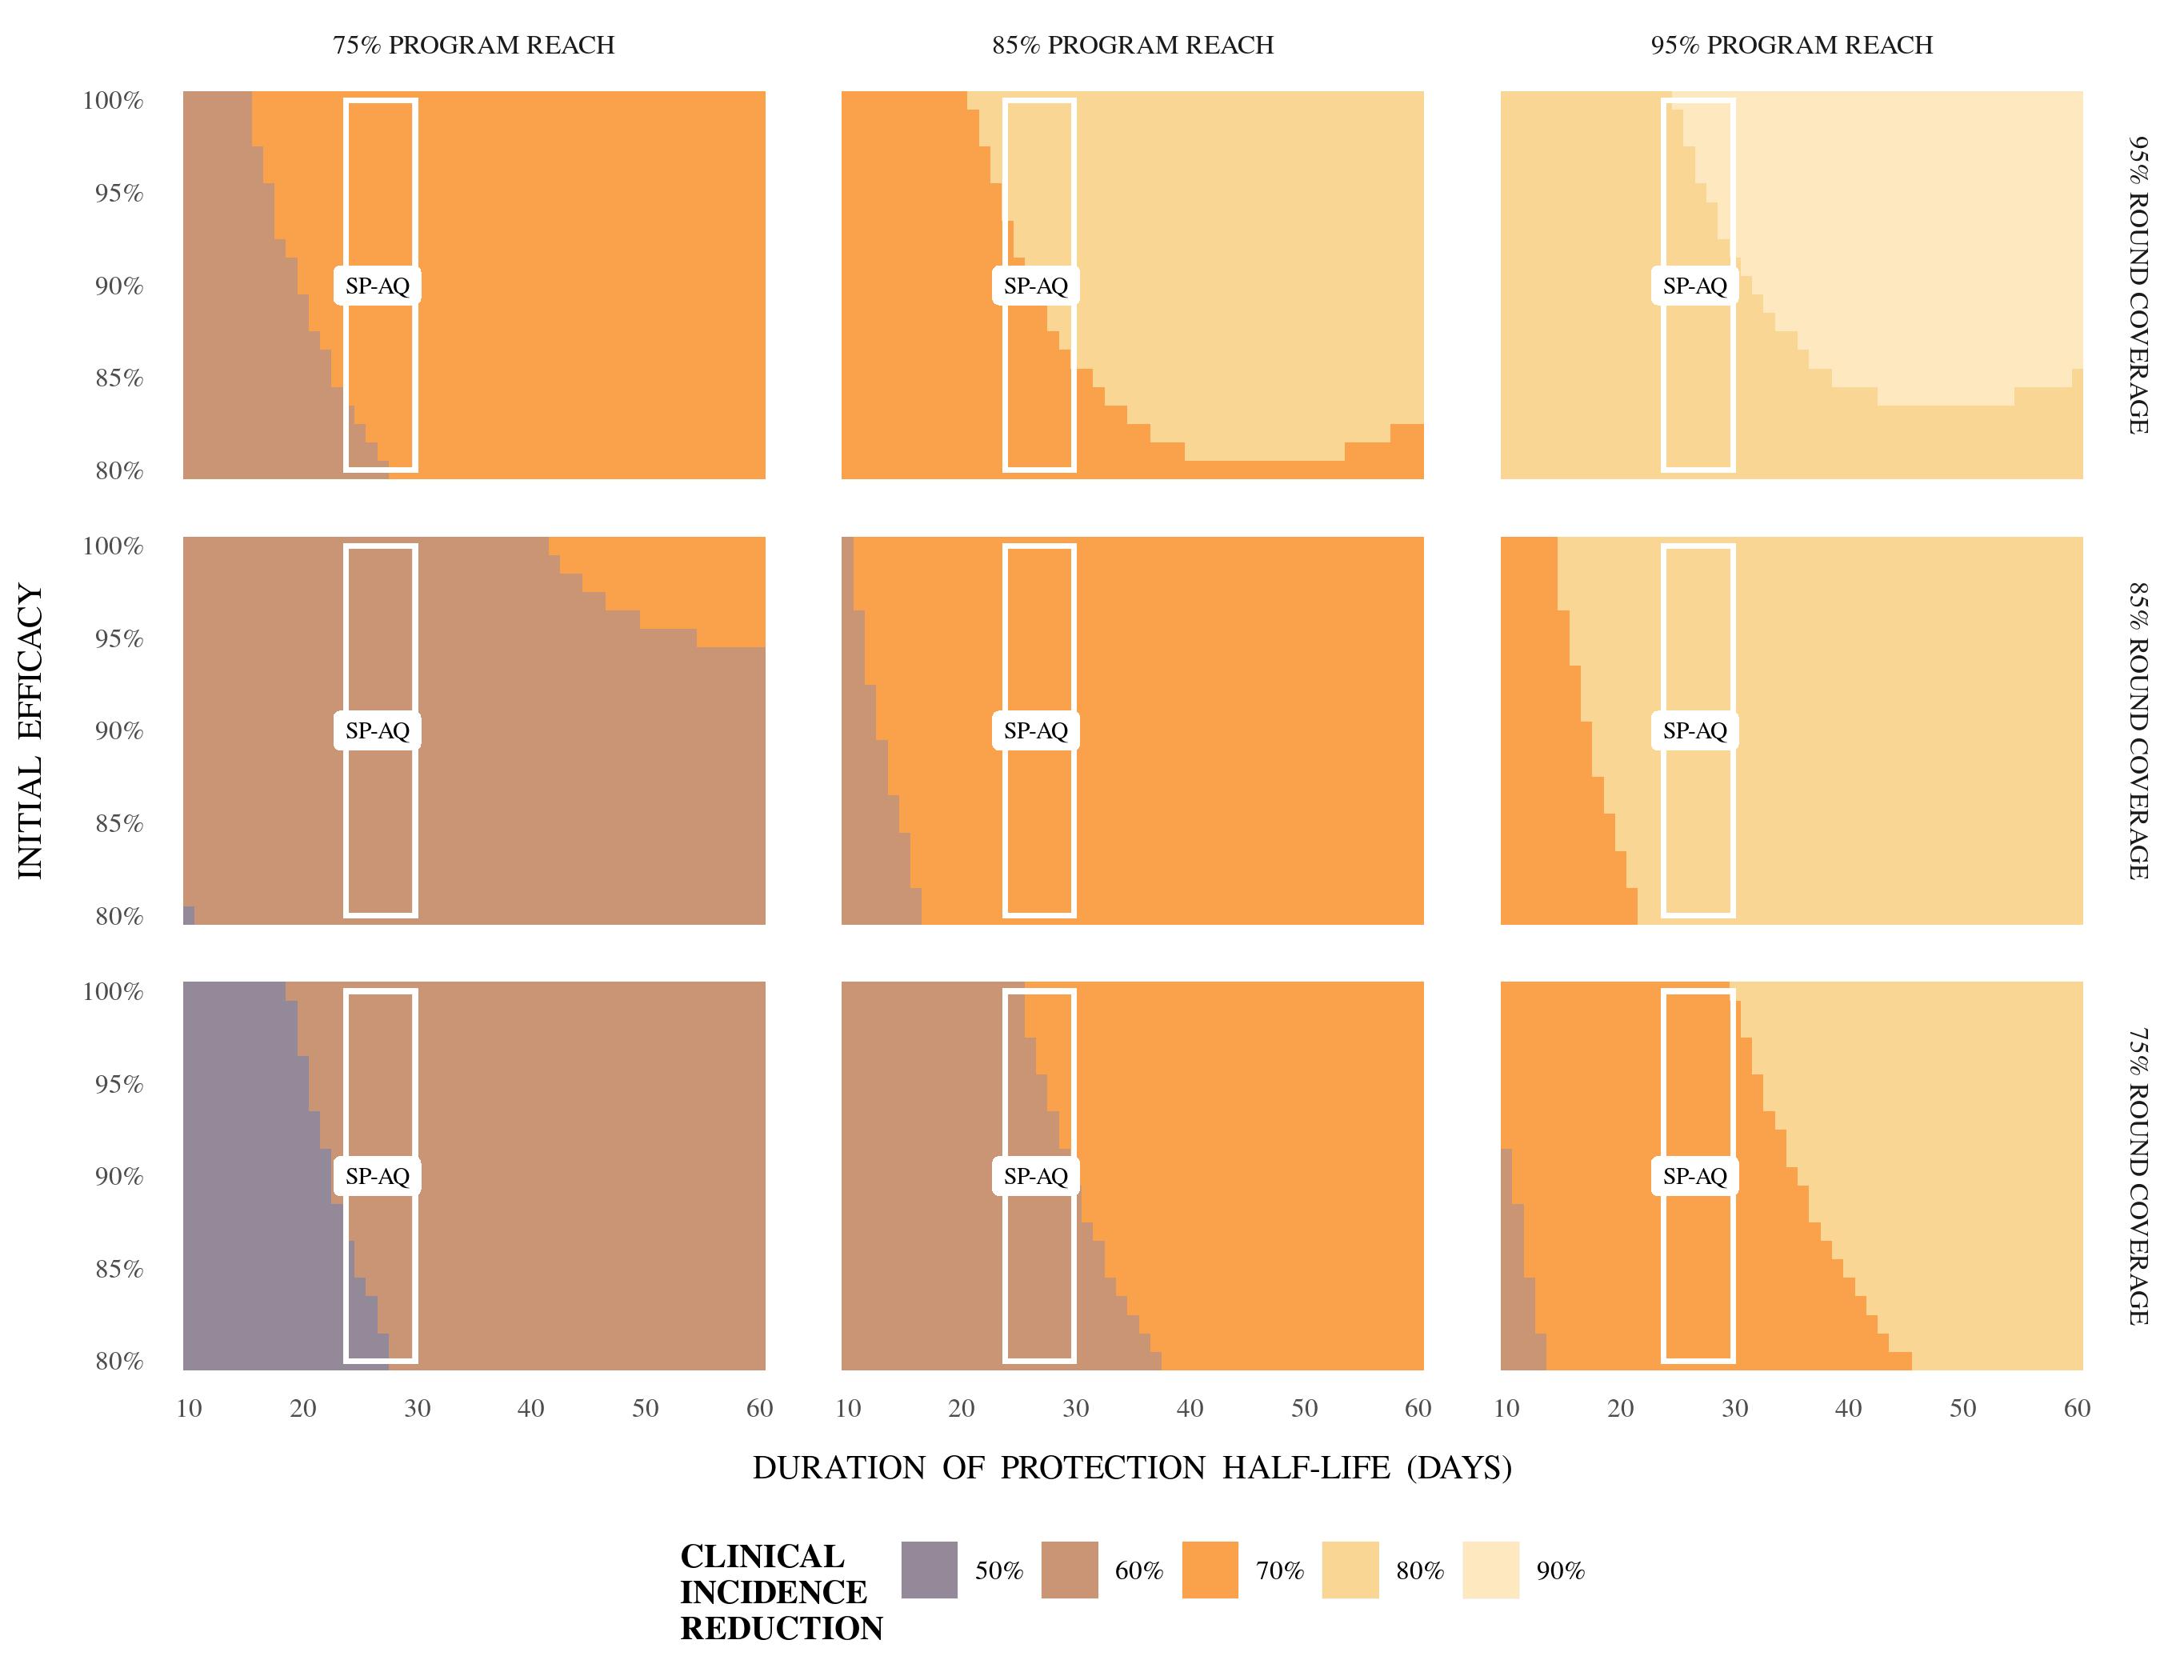 75% PROGRAM REACH
85% PROGRAM REACH
95% PROGRAM REACH
100%
95%
90%
85%
80%
SP-AQ
SP-AQ
SP-AQ
95% ROUND COVERAGE
INITIAL EFFICACY
100%
95%
90%
85%
80%
SP-AQ
SP-AQ
SP-AQ
85% ROUND COVERAGE
100%
95%
90%
85%
80%
SP-AQ
SP-AQ
SP-AQ
75% ROUND COVERAGE
10 20 30 40 50 60
10 20 30 40 50 60
10 20 30 40 50 60
DURATION OF PROTECTION HALF-LIFE (DAYS)
CLINICAL
INCIDENCE
REDUCTION
50% 60% 70% 80% 90%